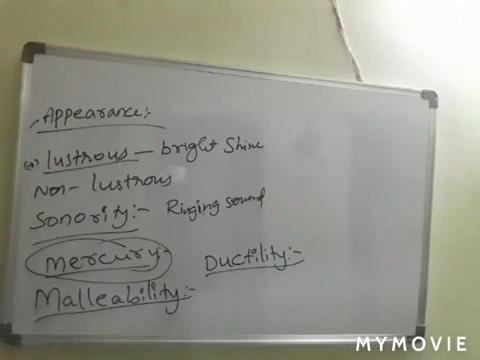 Appearance:-
(*) lustrous — bright Shine
Non- lustrous
Sonority:- Ringing sound
Mercury:- Ductility:-
Malleability:-
MYMOVIE